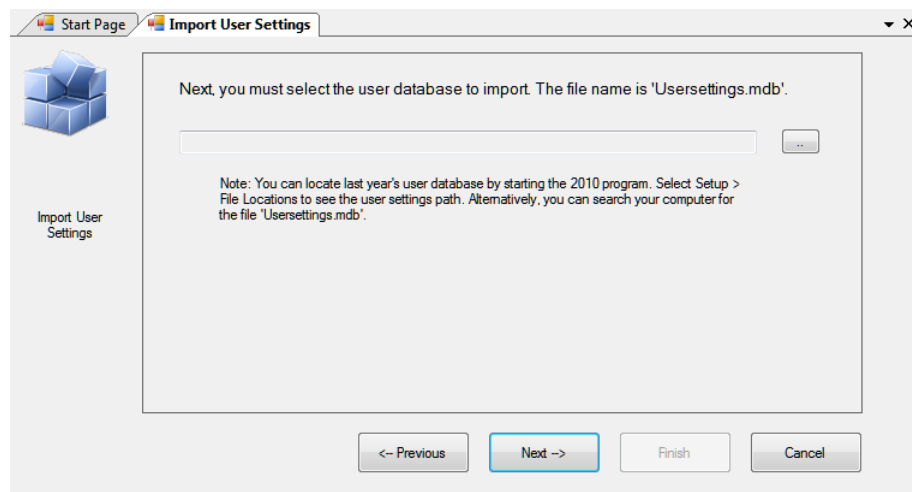 Start Page
Import User Settings
Next, you must select the user database to import. The file name is 'Usersettings.mdb'.
..
Note: You can locate last year's user database by starting the 2010 program. Select Setup >
File Locations to see the user settings path. Alternatively, you can search your computer for
the file 'Usersettings.mdb'.
Import User
Settings
<-- Previous
Next -->
Finish
Cancel